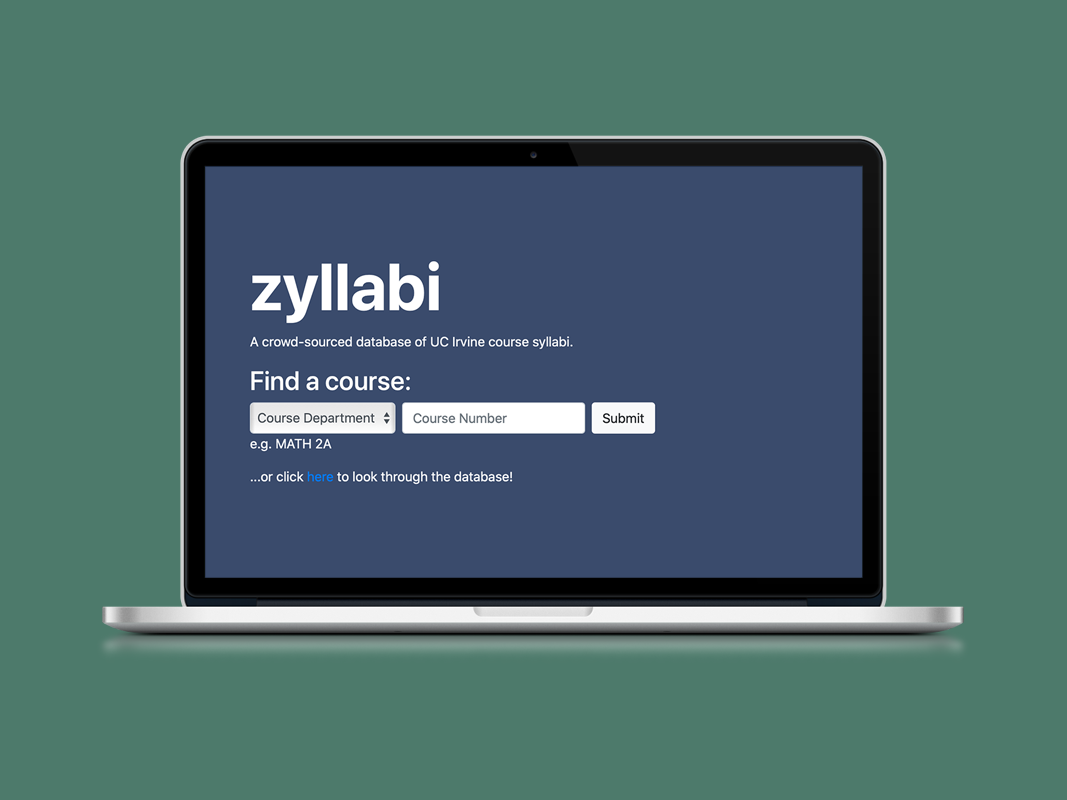 zyllabi
A crowd-sourced database of UC Irvine course syllabi.
Find a course:
Course Department Course Number Submit
e.g. MATH 2A
...or click here to look through the database!